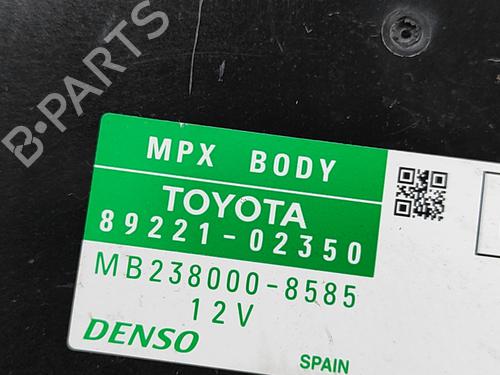 B-PARTS
MPX BODY
TOYOTA
89221-02350
MB238000-8585
12V
DENSO
SPAIN